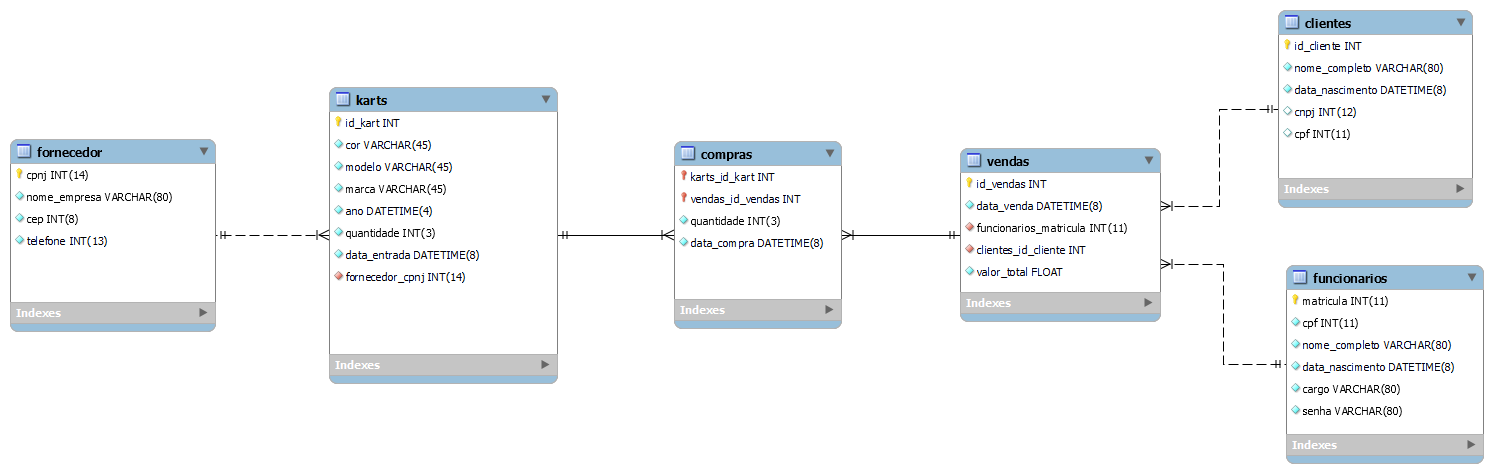 fornecedor
cpnj INT(14)
nome_empresa VARCHAR(80)
cep INT(8)
telefone INT(13)
Indexes
karts
id_kart INT
cor VARCHAR(45)
modelo VARCHAR(45)
marca VARCHAR(45)
ano DATETIME(4)
quantidade INT(3)
data_entrada DATETIME(8)
fornecedor_cpnj INT(14)
Indexes
compras
karts_id_kart INT
vendas_id_vendas INT
quantidade INT(3)
data_compra DATETIME(8)
Indexes
vendas
id_vendas INT
data_venda DATETIME(8)
funcionarios_matricula INT(11)
clientes_id_cliente INT
valor_total FLOAT
Indexes
clientes
id_cliente INT
nome_completo VARCHAR(80)
data_nascimento DATETIME(8)
cnpj INT(12)
cpf INT(11)
Indexes
funcionarios
matricula INT(11)
cpf INT(11)
nome_completo VARCHAR(80)
data_nascimento DATETIME(8)
cargo VARCHAR(80)
senha VARCHAR(80)
Indexes